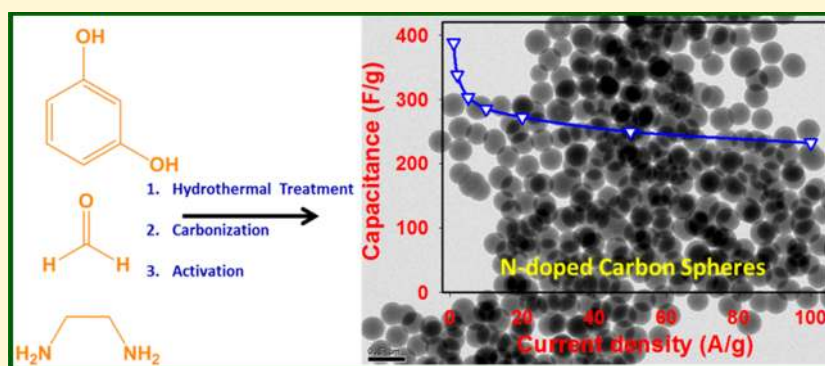 OH
OH
O
H H
H₂N NH₂
1. Hydrothermal Treatment
2. Carbonization
3. Activation
Capacitance (F/g)
400
300
200
100
0
N-doped Carbon Spheres
0 20 40 60 80 100
Current density (A/g)